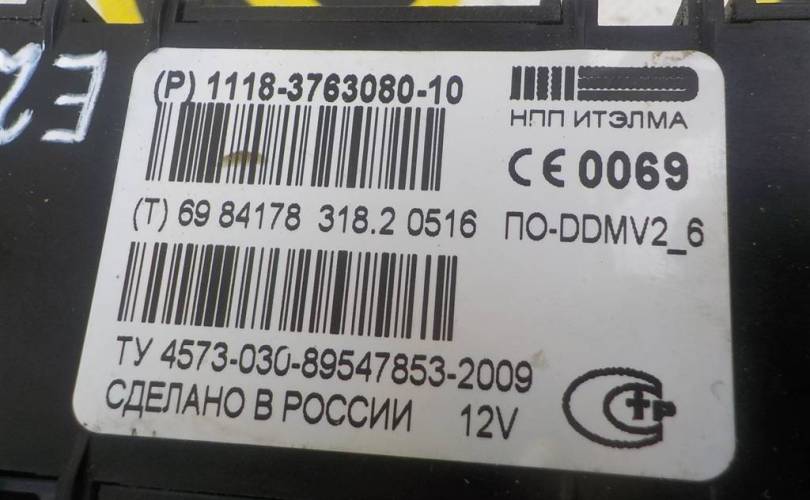 (P) 1118-3763080-10
НПП ИТЭЛМА
CE 0069
(T) 69 84178 318.2 0516 ПО-DDMV2_6
ТУ 4573-030-89547853-2009
СДЕЛАНО В РОССИИ 12V